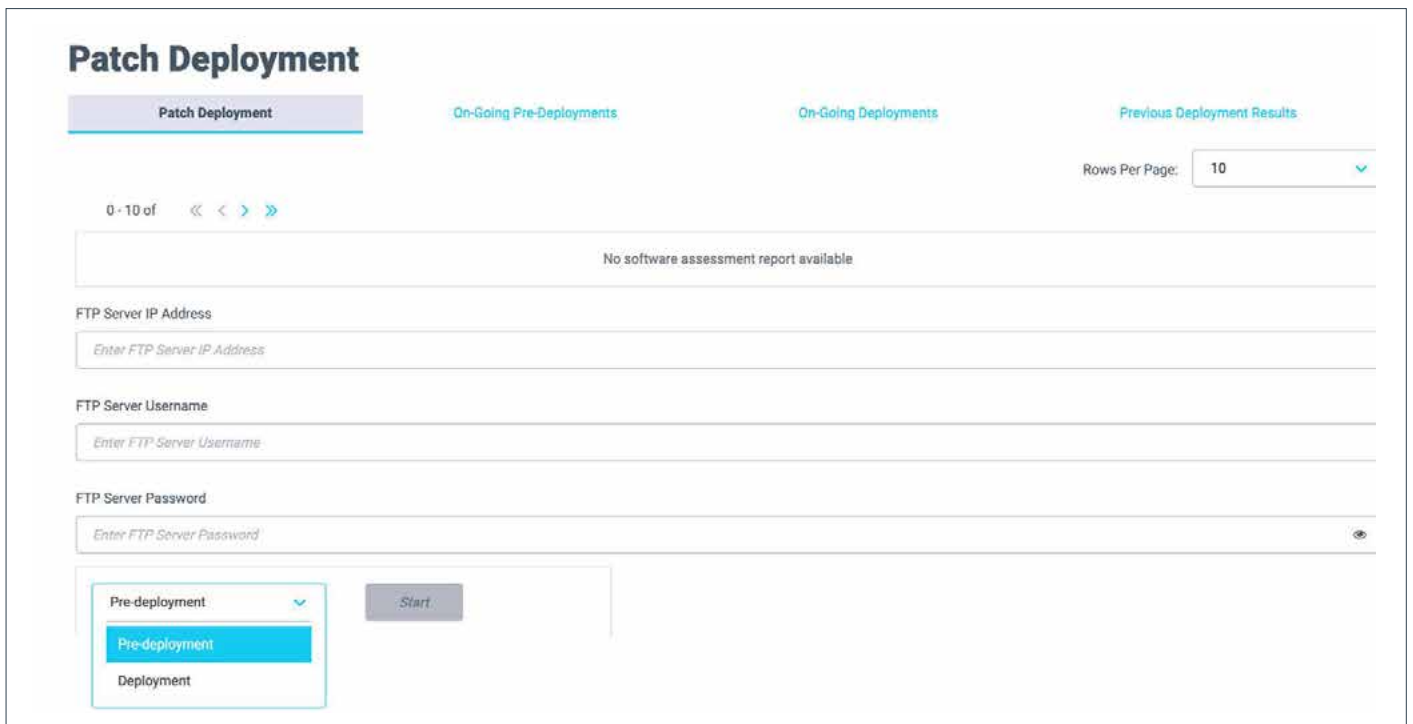 Patch Deployment
Patch Deployment On-Going Pre-Deployments On-Going Deployments Previous Deployment Results
Rows Per Page: 10
0 - 10 of
No software assessment report available
FTP Server IP Address
Enter FTP Server IP Address
FTP Server Username
Enter FTP Server Username
FTP Server Password
Enter FTP Server Password
Pre-deployment Start
Pre-deployment
Deployment